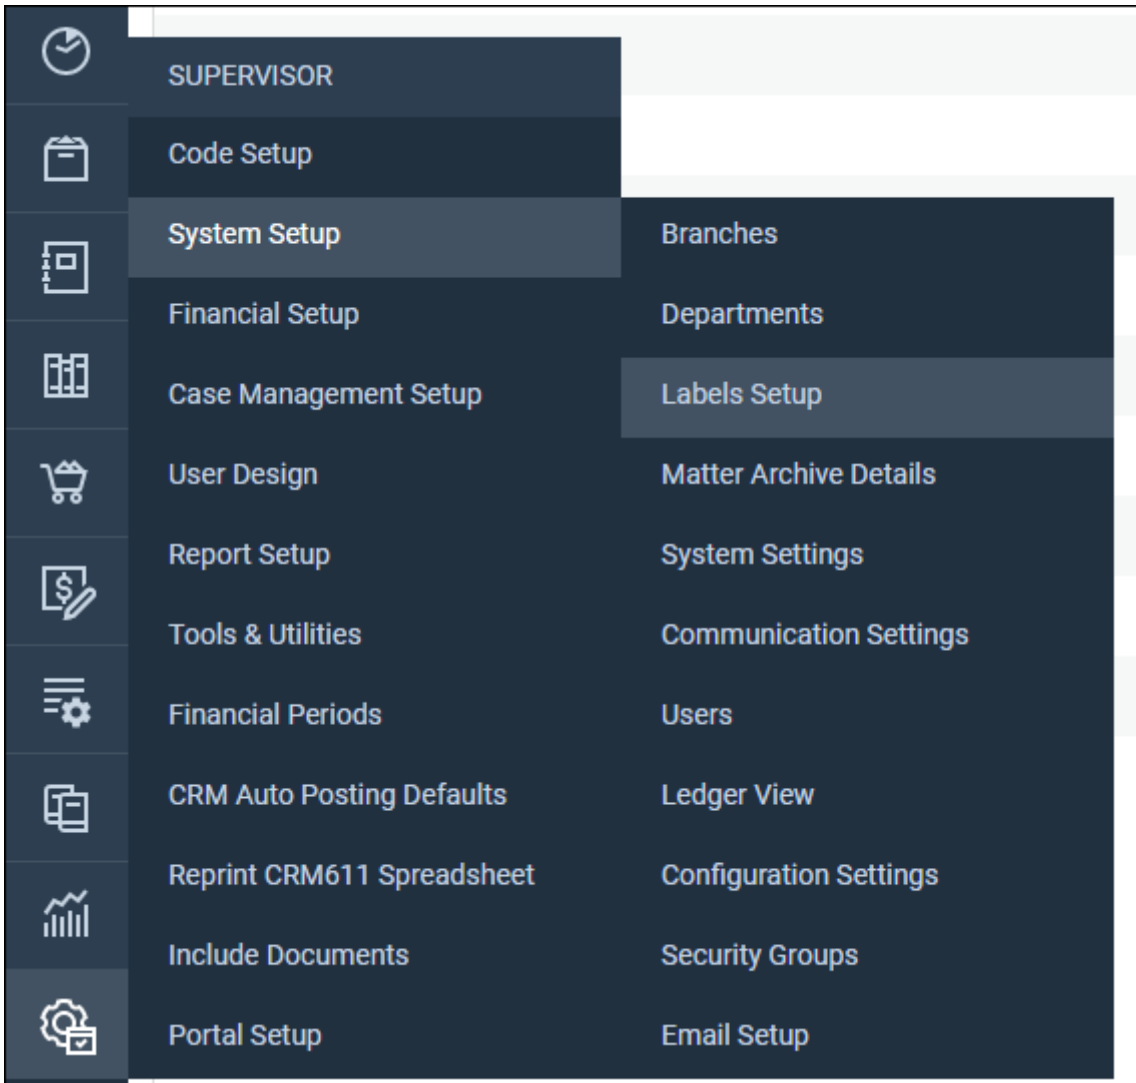 SUPERVISOR
Code Setup
System Setup
Financial Setup
Case Management Setup
User Design
Report Setup
Tools & Utilities
Financial Periods
CRM Auto Posting Defaults
Reprint CRM611 Spreadsheet
Include Documents
Portal Setup
Branches
Departments
Labels Setup
Matter Archive Details
System Settings
Communication Settings
Users
Ledger View
Configuration Settings
Security Groups
Email Setup